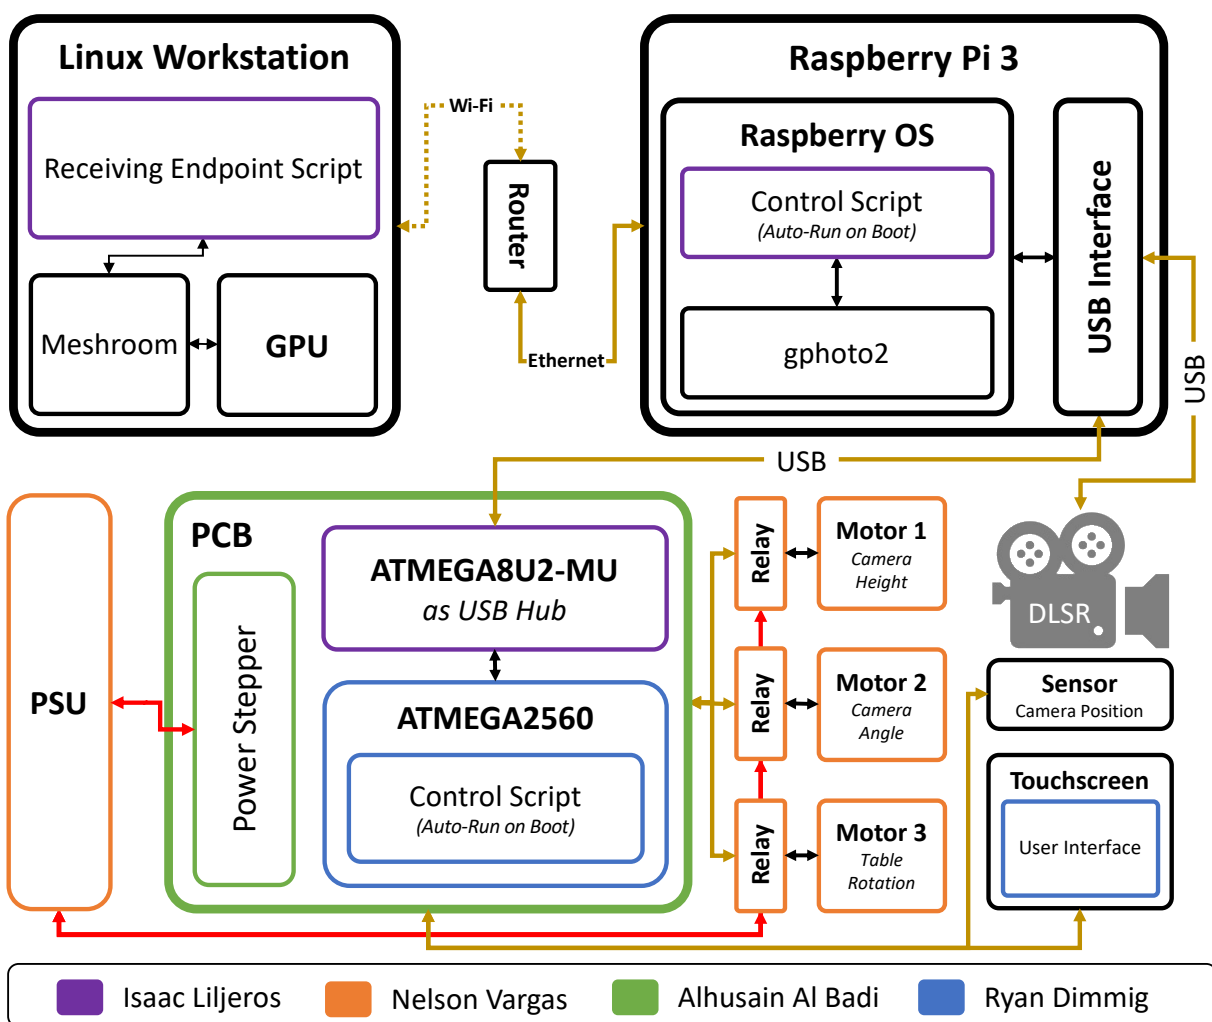 Linux Workstation
Receiving Endpoint Script
Meshroom
GPU
Wi-Fi
Router
Ethernet
Raspberry Pi 3
Raspberry OS
Control Script
(Auto-Run on Boot)
gphoto2
USB Interface
USB
USB
PSU
PCB
Power Stepper
ATMEGA8U2-MU
as USB Hub
ATMEGA2560
Control Script
(Auto-Run on Boot)
Relay
Motor 1
Camera
Height
Relay
Motor 2
Camera
Angle
Relay
Motor 3
Table
Rotation
DLSR
Sensor
Camera Position
Touchscreen
User Interface
Isaac Liljeros
Nelson Vargas
Alhusain Al Badi
Ryan Dimmig